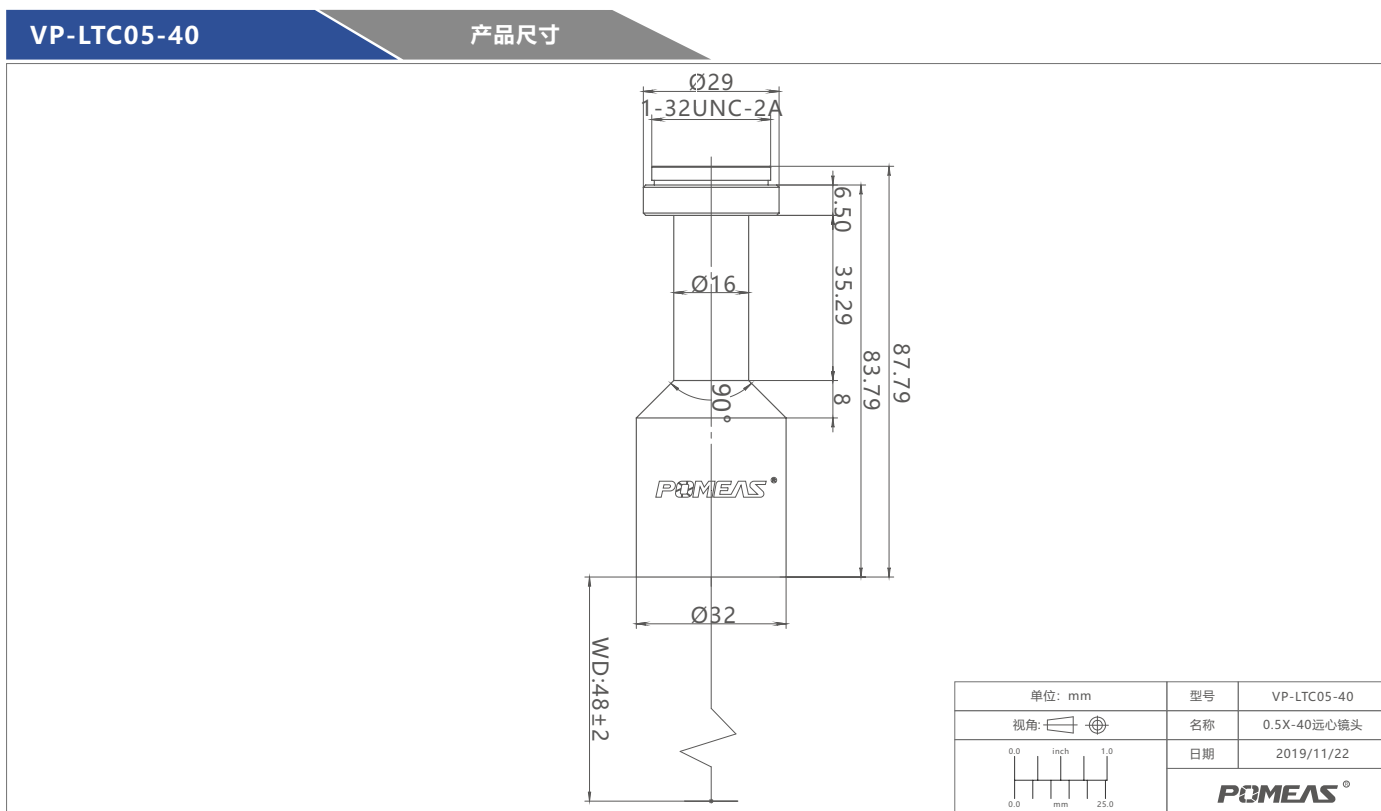 VP-LTC05-40
产品尺寸
Ø29
1-32UNC-2A
6.50
35.29
Ø16
87.79
83.79
8
90°
POMEAS®
Ø32
WD:48±2
单位: mm
型号
VP-LTC05-40
视角:
名称
0.5X-40远心镜头
0.0 inch 1.0
日期
2019/11/22
0.0 mm 25.0
POMEAS®